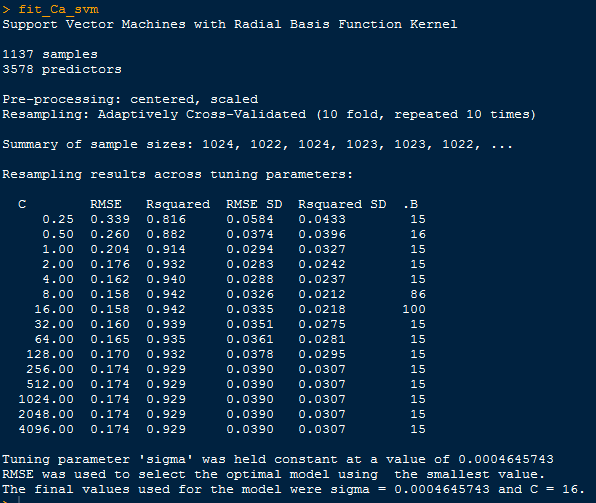 > fit_Ca_svm
Support Vector Machines with Radial Basis Function Kernel
1137 samples
3578 predictors
Pre-processing: centered, scaled
Resampling: Adaptively Cross-Validated (10 fold, repeated 10 times)
Summary of sample sizes: 1024, 1022, 1024, 1023, 1023, 1022, ...
Resampling results across tuning parameters:
C RMSE Rsquared RMSE SD Rsquared SD .B
0.25 0.339 0.816 0.0584 0.0433 15
0.50 0.260 0.882 0.0374 0.0396 16
1.00 0.204 0.914 0.0294 0.0327 15
2.00 0.176 0.932 0.0283 0.0242 15
4.00 0.162 0.940 0.0288 0.0237 15
8.00 0.158 0.942 0.0326 0.0212 86
16.00 0.158 0.942 0.0335 0.0218 100
32.00 0.160 0.939 0.0351 0.0275 15
64.00 0.165 0.935 0.0361 0.0281 15
128.00 0.170 0.932 0.0378 0.0295 15
256.00 0.174 0.929 0.0390 0.0307 15
512.00 0.174 0.929 0.0390 0.0307 15
1024.00 0.174 0.929 0.0390 0.0307 15
2048.00 0.174 0.929 0.0390 0.0307 15
4096.00 0.174 0.929 0.0390 0.0307 15
Tuning parameter 'sigma' was held constant at a value of 0.0004645743
RMSE was used to select the optimal model using  the smallest value.
The final values used for the model were sigma = 0.0004645743 and C = 16.
>